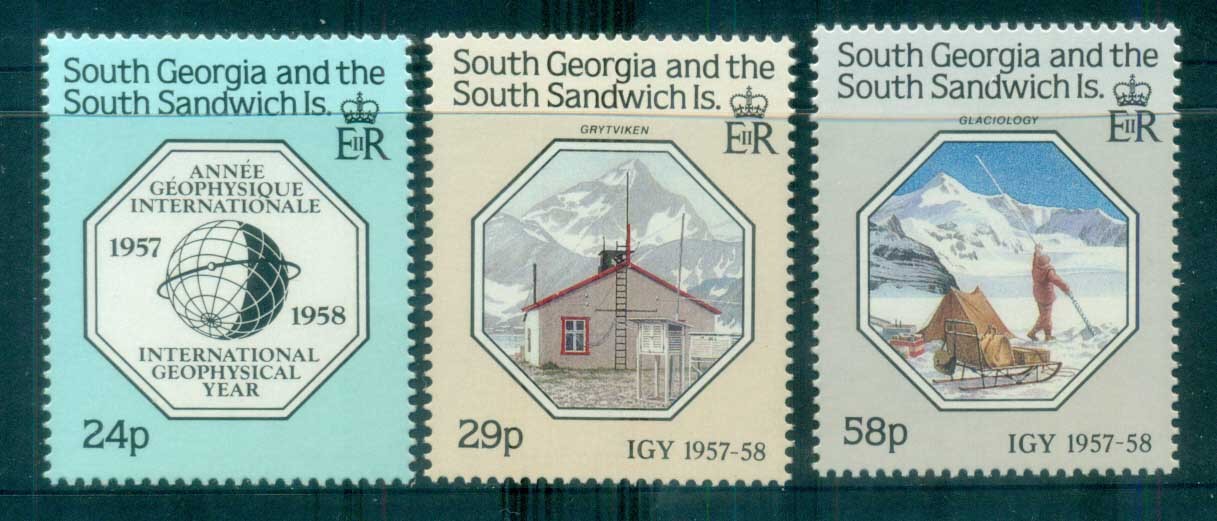 South Georgia and the
South Sandwich Is.
EIIR
ANNÉE
GÉOPHYSIQUE
INTERNATIONALE
1957
1958
INTERNATIONAL
GEOPHYSICAL
YEAR
24p
South Georgia and the
South Sandwich Is.
EIIR
GRYTVIKEN
29p
IGY 1957-58
South Georgia and the
South Sandwich Is.
EIIR
GLACIOLOGY
58p
IGY 1957-58